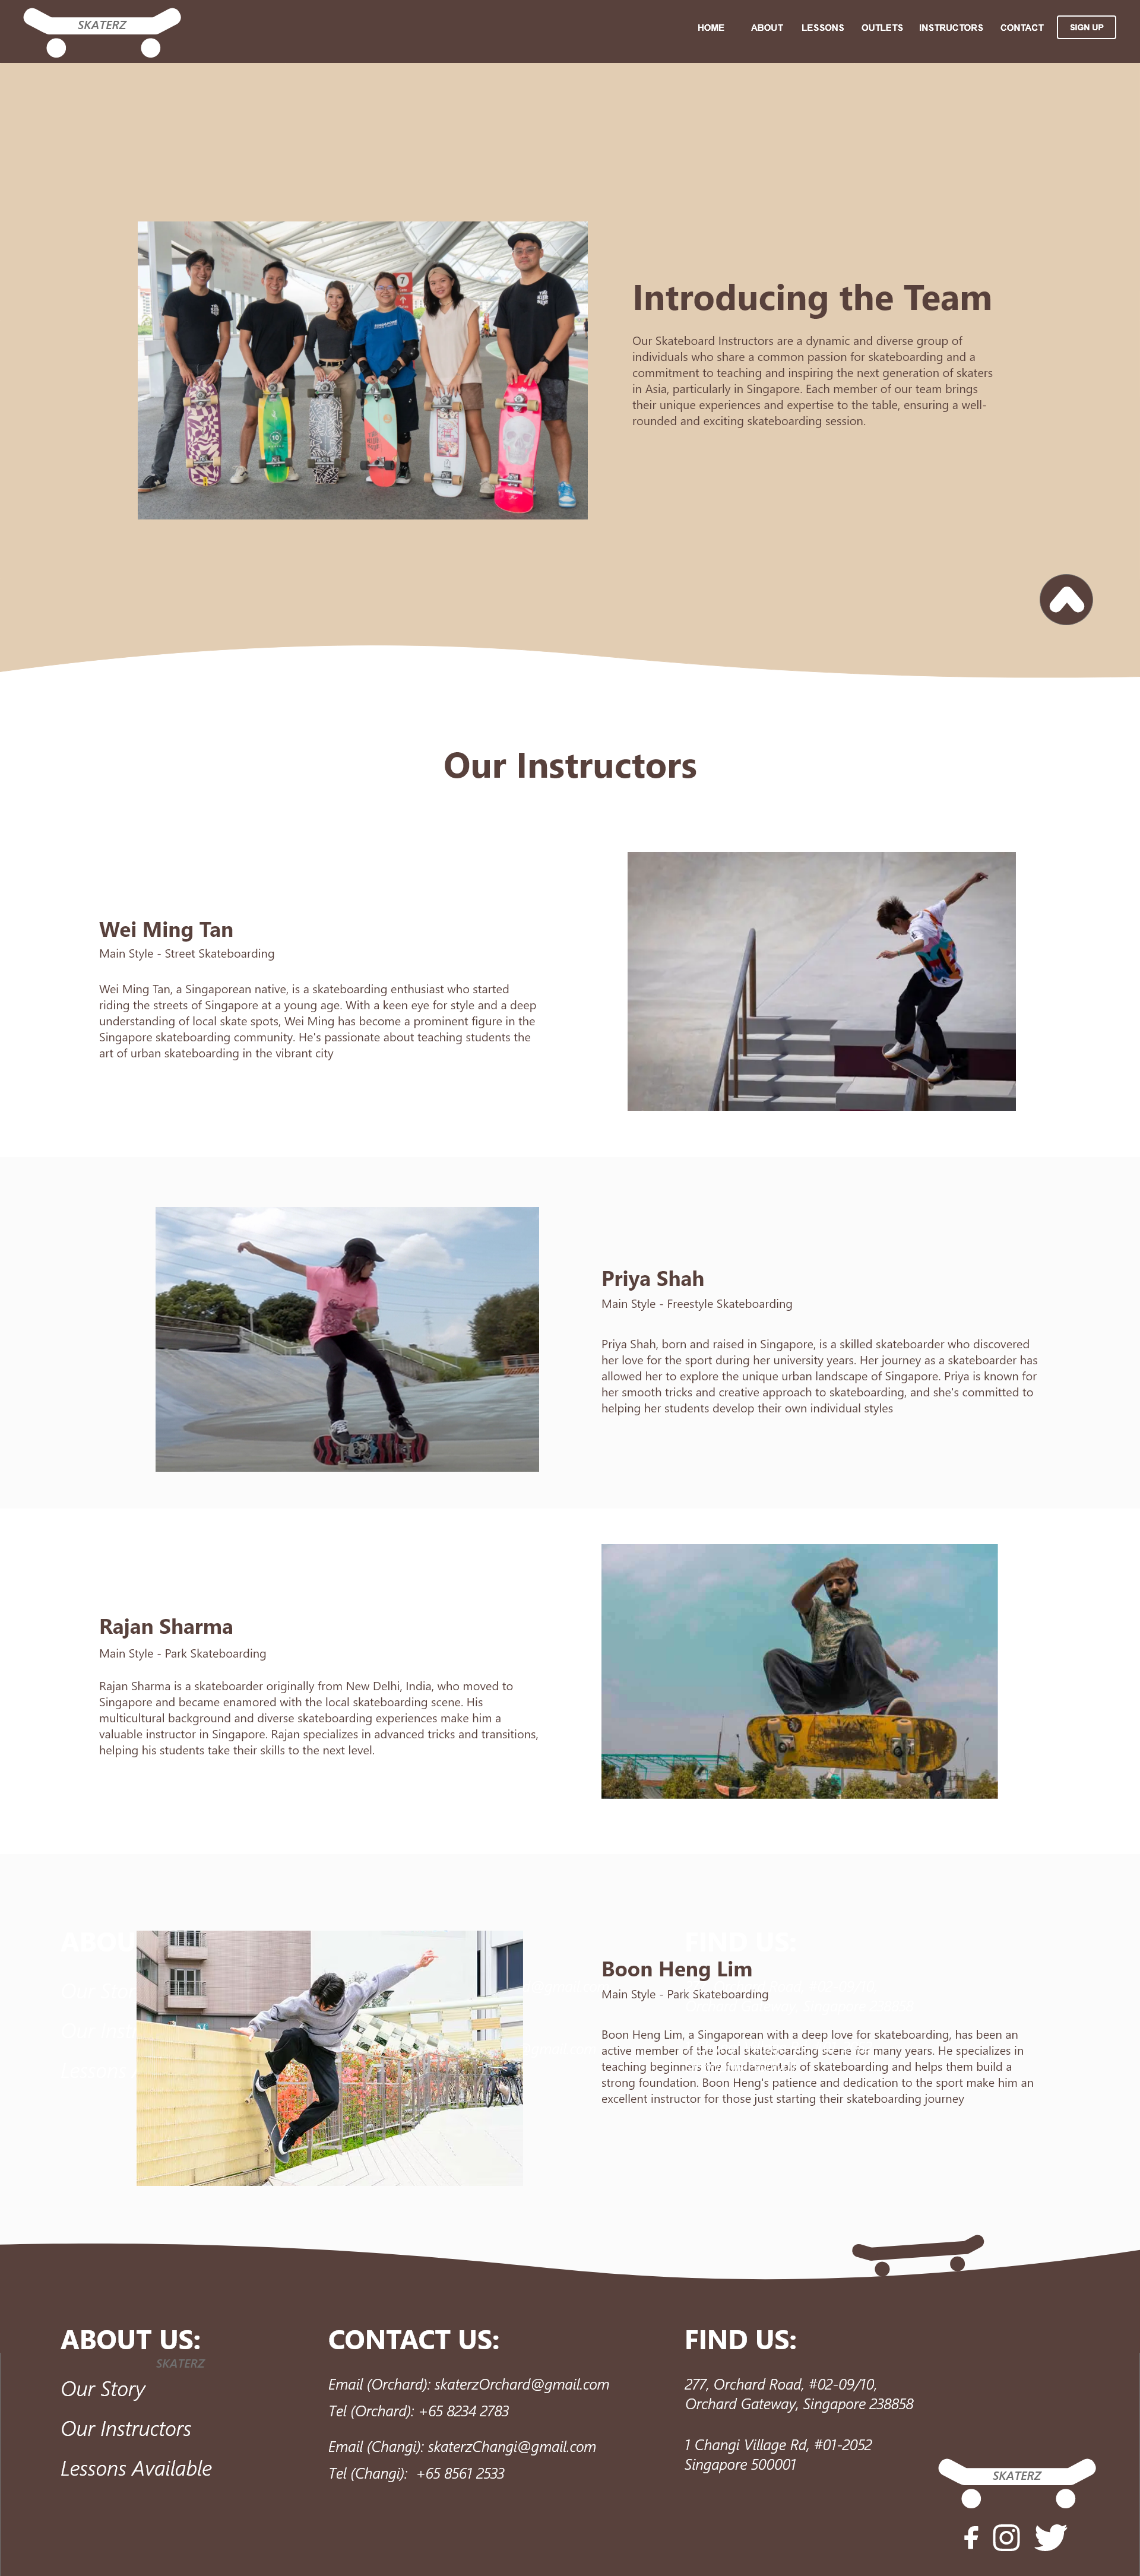 SKATERZ
HOME ABOUT LESSONS OUTLETS INSTRUCTORS CONTACT SIGN UP
7
10
Introducing the Team
Our Skateboard Instructors are a dynamic and diverse group of
individuals who share a common passion for skateboarding and a
commitment to teaching and inspiring the next generation of skaters
in Asia, particularly in Singapore. Each member of our team brings
their unique experiences and expertise to the table, ensuring a well-
rounded and exciting skateboarding session.
Our Instructors
Wei Ming Tan
Main Style - Street Skateboarding
Wei Ming Tan, a Singaporean native, is a skateboarding enthusiast who started
riding the streets of Singapore at a young age. With a keen eye for style and a deep
understanding of local skate spots, Wei Ming has become a prominent figure in the
Singapore skateboarding community. He's passionate about teaching students the
art of urban skateboarding in the vibrant city
Priya Shah
Main Style - Freestyle Skateboarding
Priya Shah, born and raised in Singapore, is a skilled skateboarder who discovered
her love for the sport during her university years. Her journey as a skateboarder has
allowed her to explore the unique urban landscape of Singapore. Priya is known for
her smooth tricks and creative approach to skateboarding, and she's committed to
helping her students develop their own individual styles
Rajan Sharma
Main Style - Park Skateboarding
Rajan Sharma is a skateboarder originally from New Delhi, India, who moved to
Singapore and became enamored with the local skateboarding scene. His
multicultural background and diverse skateboarding experiences make him a
valuable instructor in Singapore. Rajan specializes in advanced tricks and transitions,
helping his students take their skills to the next level.
ABOU
FIND US:
Our Stor
Our Inst
Lessons
Boon Heng Lim
Main Style - Park Skateboarding
Boon Heng Lim, a Singaporean with a deep love for skateboarding, has been an
active member of the local skateboarding scene for many years. He specializes in
teaching beginners the fundamentals of skateboarding and helps them build a
strong foundation. Boon Heng's patience and dedication to the sport make him an
excellent instructor for those just starting their skateboarding journey
ABOUT US:
SKATERZ
Our Story
Our Instructors
Lessons Available
CONTACT US:
Email (Orchard): skaterzOrchard@gmail.com
Tel (Orchard): +65 8234 2783
Email (Changi): skaterzChangi@gmail.com
Tel (Changi): +65 8561 2533
FIND US:
277, Orchard Road, #02-09/10,
Orchard Gateway, Singapore 238858
1 Changi Village Rd, #01-2052
Singapore 500001
SKATERZ